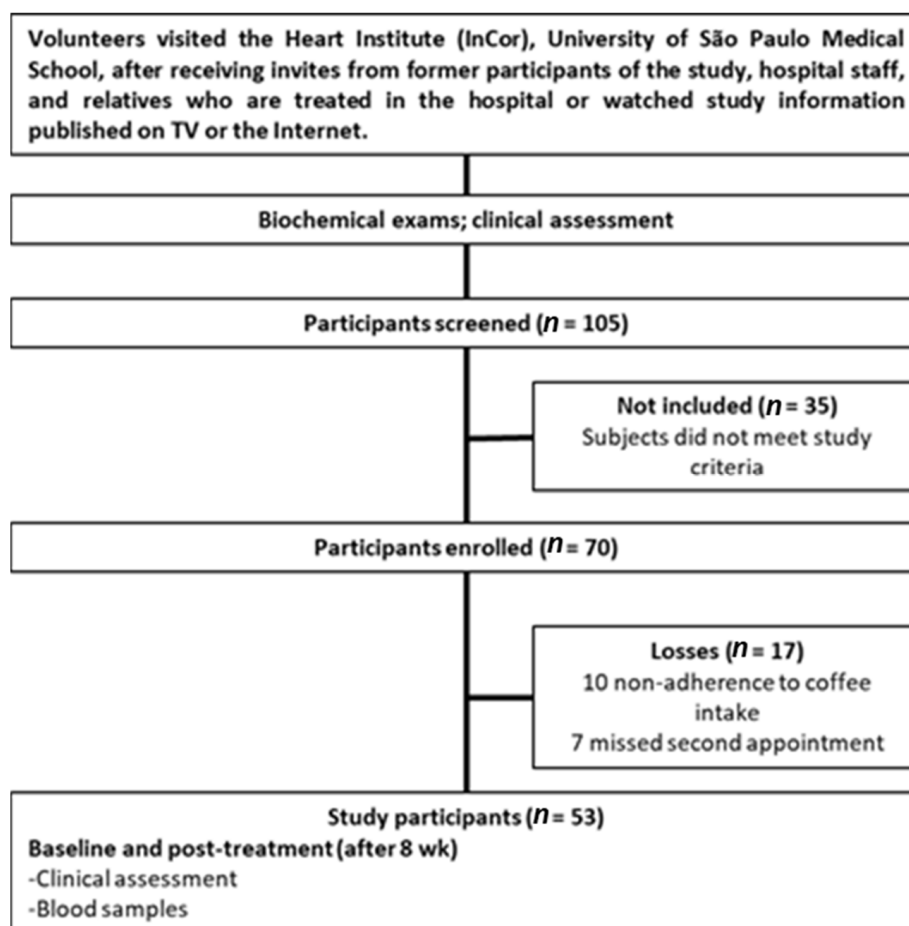 Volunteers visited the Heart Institute (InCor), University of São Paulo Medical
School, after receiving invites from former participants of the study, hospital staff,
and relatives who are treated in the hospital or watched study information
published on TV or the Internet.
Biochemical exams; clinical assessment
Participants screened (n = 105)
Not included (n = 35)
Subjects did not meet study
criteria
Participants enrolled (n = 70)
Losses (n = 17)
10 non-adherence to coffee
intake
7 missed second appointment
Study participants (n = 53)
Baseline and post-treatment (after 8 wk)
-Clinical assessment
-Blood samples